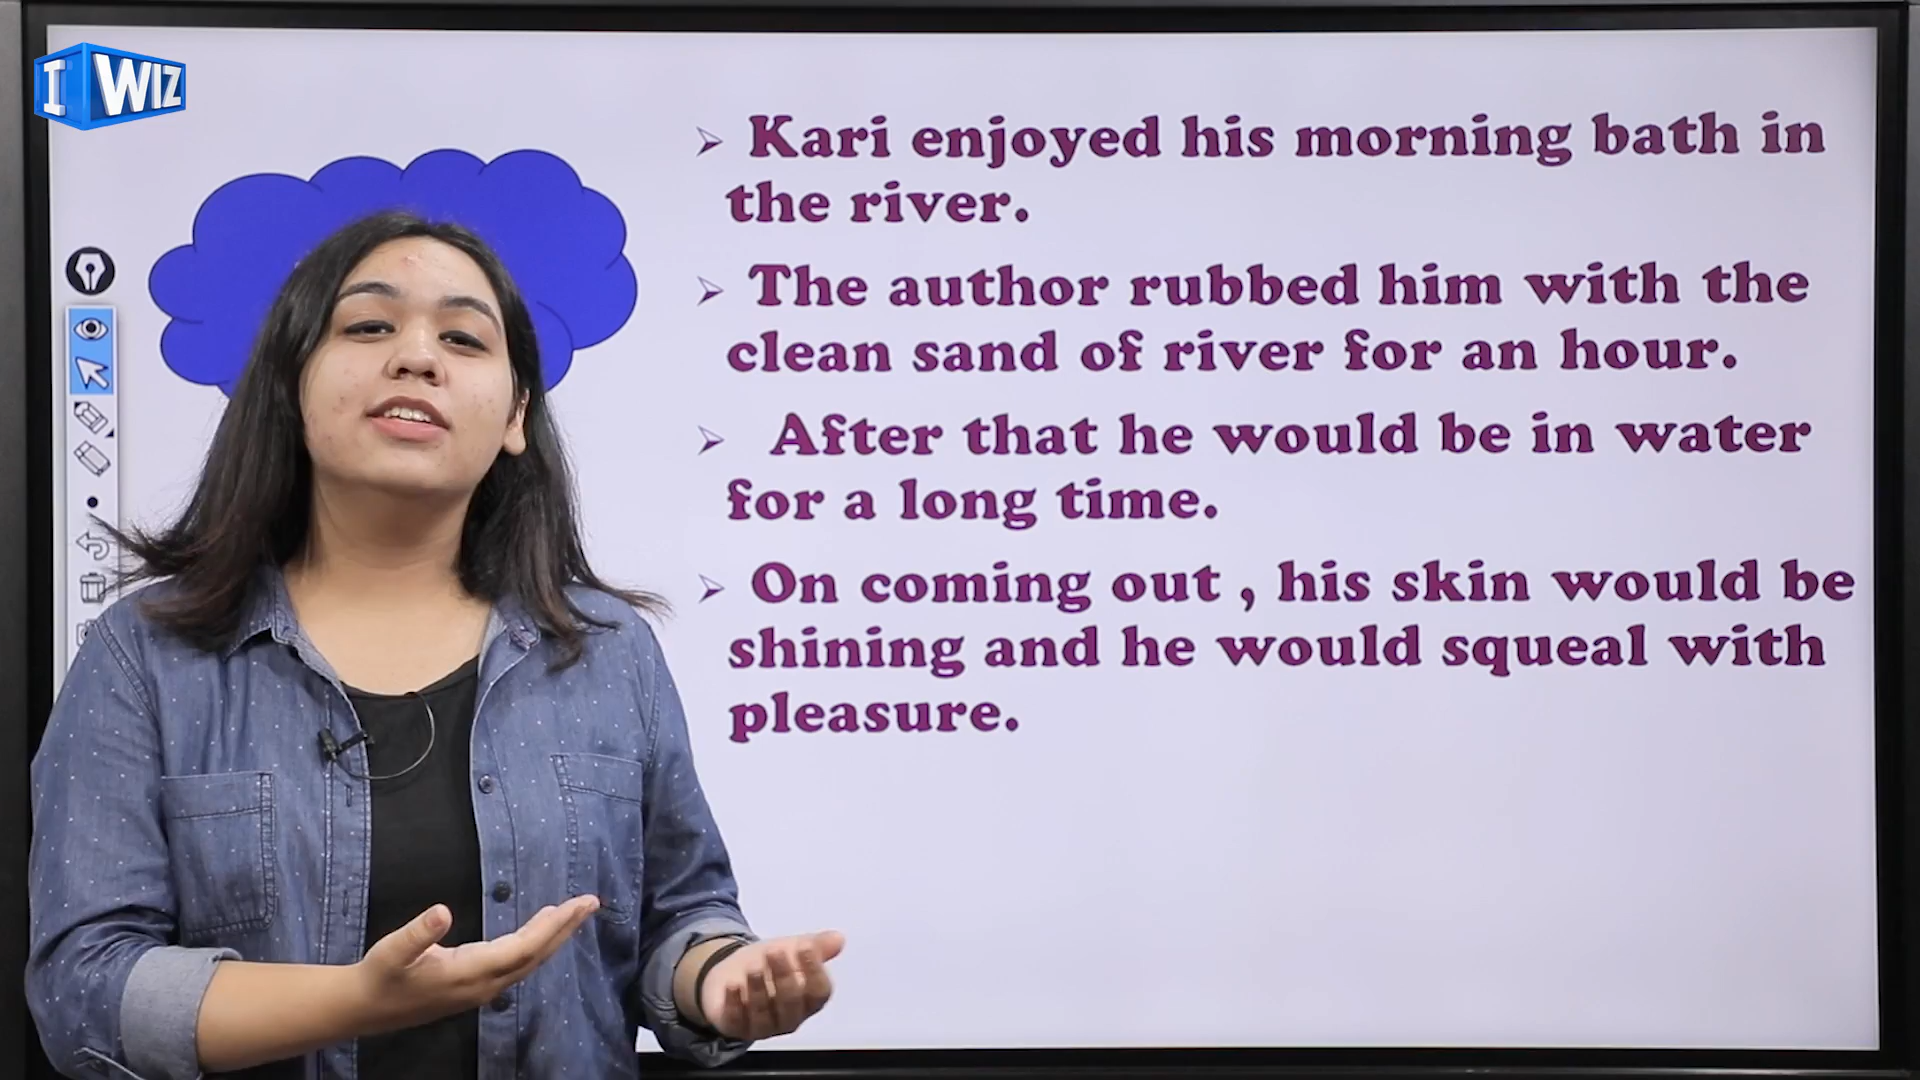 I WIZ
➢ Kari enjoyed his morning bath in
the river.
➢ The author rubbed him with the
clean sand of river for an hour.
➢ After that he would be in water
for a long time.
➢ On coming out , his skin would be
shining and he would squeal with
pleasure.